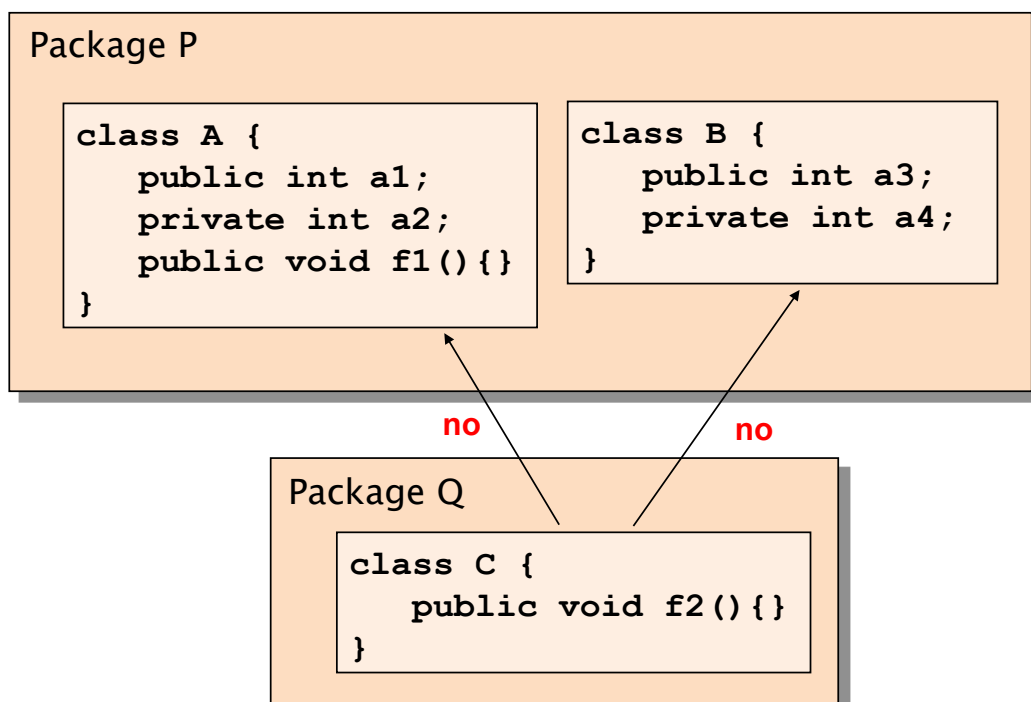 Package P
class A {
public int a1;
private int a2;
public void f1(){}
}
class B {
public int a3;
private int a4;
}
no
no
Package Q
class C {
public void f2(){}
}